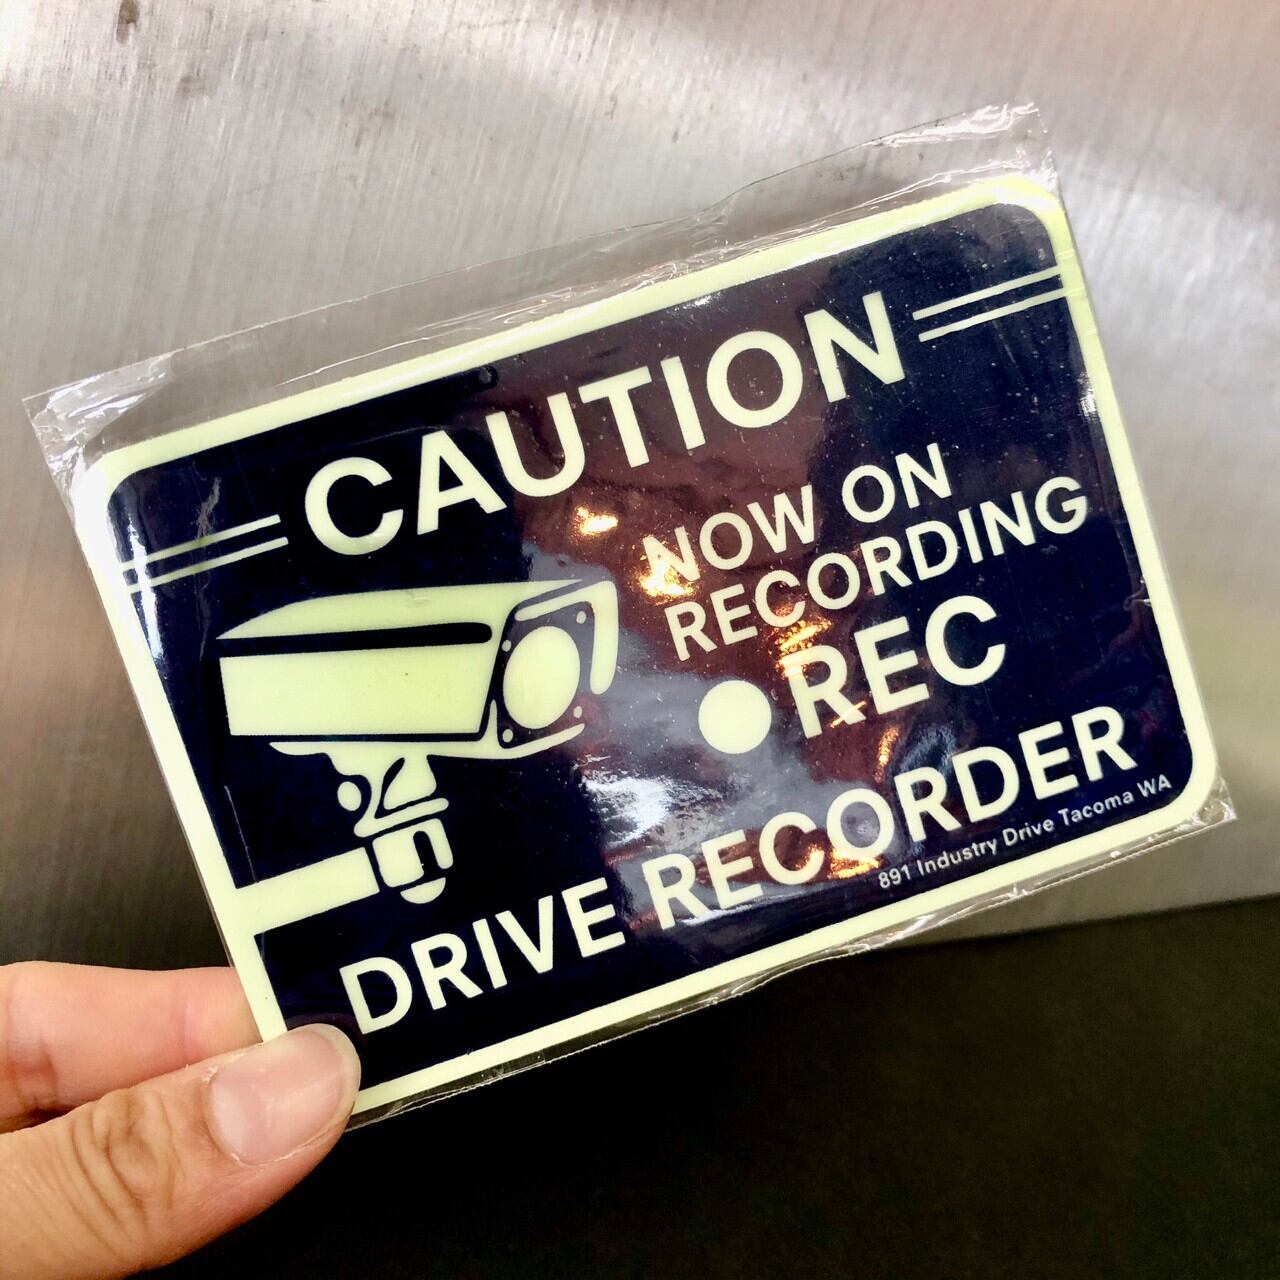 CAUTION
NOW ON
RECORDING
REC
DRIVE RECORDER
891 Industry Drive Tacoma WA